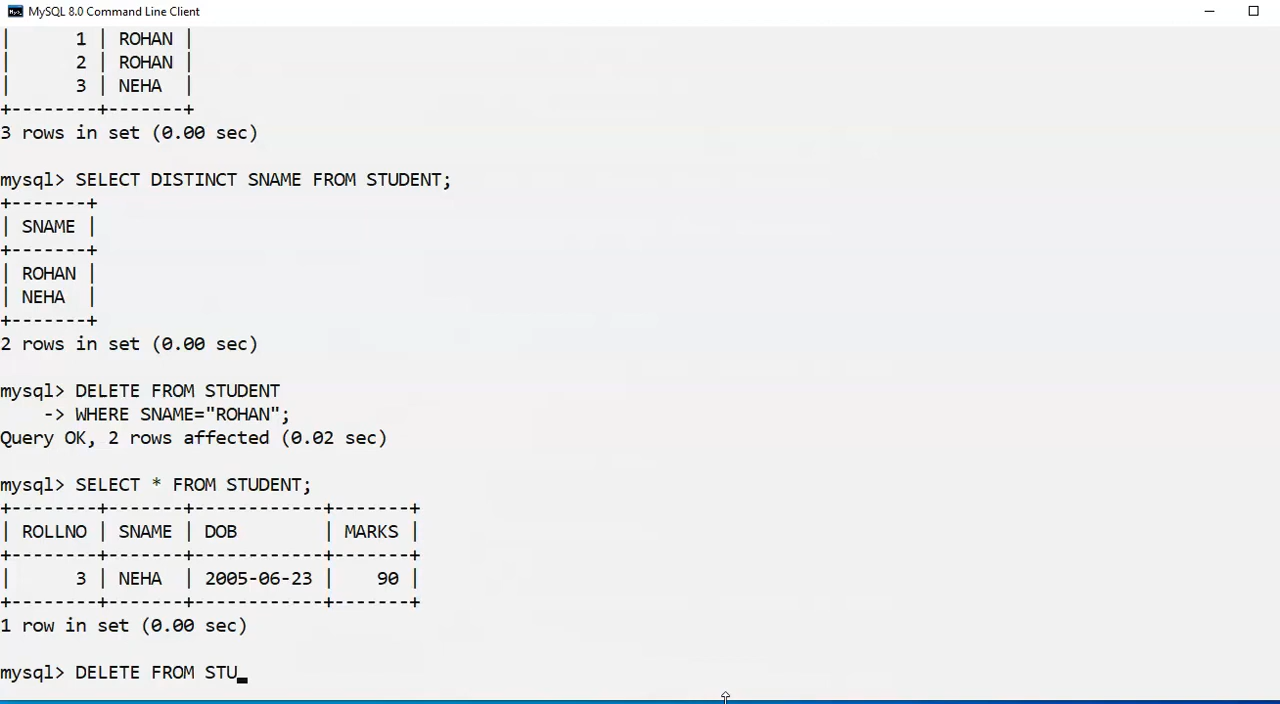 MySQL 8.0 Command Line Client
|      1 | ROHAN |
|      2 | ROHAN |
|      3 | NEHA  |
+--------+-------+
3 rows in set (0.00 sec)
mysql> SELECT DISTINCT SNAME FROM STUDENT;
+-------+
| SNAME |
+-------+
| ROHAN |
| NEHA  |
+-------+
2 rows in set (0.00 sec)
mysql> DELETE FROM STUDENT
    -> WHERE SNAME="ROHAN";
Query OK, 2 rows affected (0.02 sec)
mysql> SELECT * FROM STUDENT;
+--------+-------+------------+-------+
| ROLLNO | SNAME | DOB        | MARKS |
+--------+-------+------------+-------+
|      3 | NEHA  | 2005-06-23 |    90 |
+--------+-------+------------+-------+
1 row in set (0.00 sec)
mysql> DELETE FROM STU